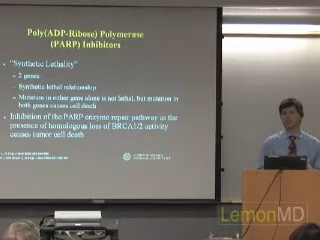 Poly(ADP-Ribose) Polymerase
(PARP) Inhibitors
• "Synthetic Lethality"
– 2 genes
– Synthetic lethal relationship
– Mutation in either gene alone is not lethal, but mutation in
both genes causes cell death
• Inhibition of the PARP enzyme repair pathway in the
presence of homologous loss of BRCA1/2 activity
causes tumor cell death
LemonMD